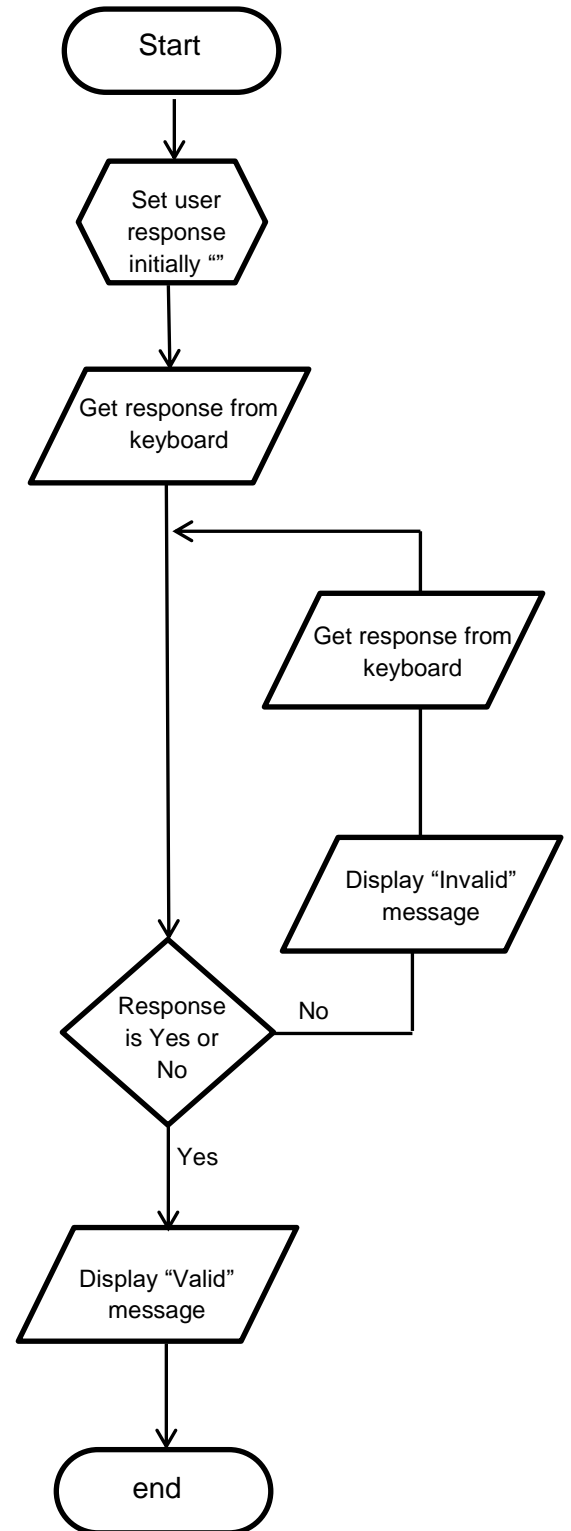 Start
Set user
response
initially “”
Get response from
keyboard
Get response from
keyboard
Display “Invalid”
message
Response
is Yes or
No
No
Yes
Display “Valid”
message
end